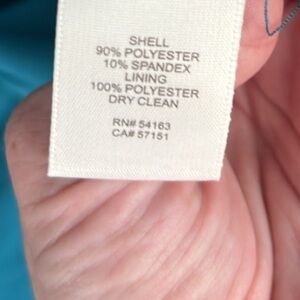 SHELL
90% POLYESTER
10% SPANDEX
LINING
100% POLYESTER
DRY CLEAN
RN# 54163
CA# 57151